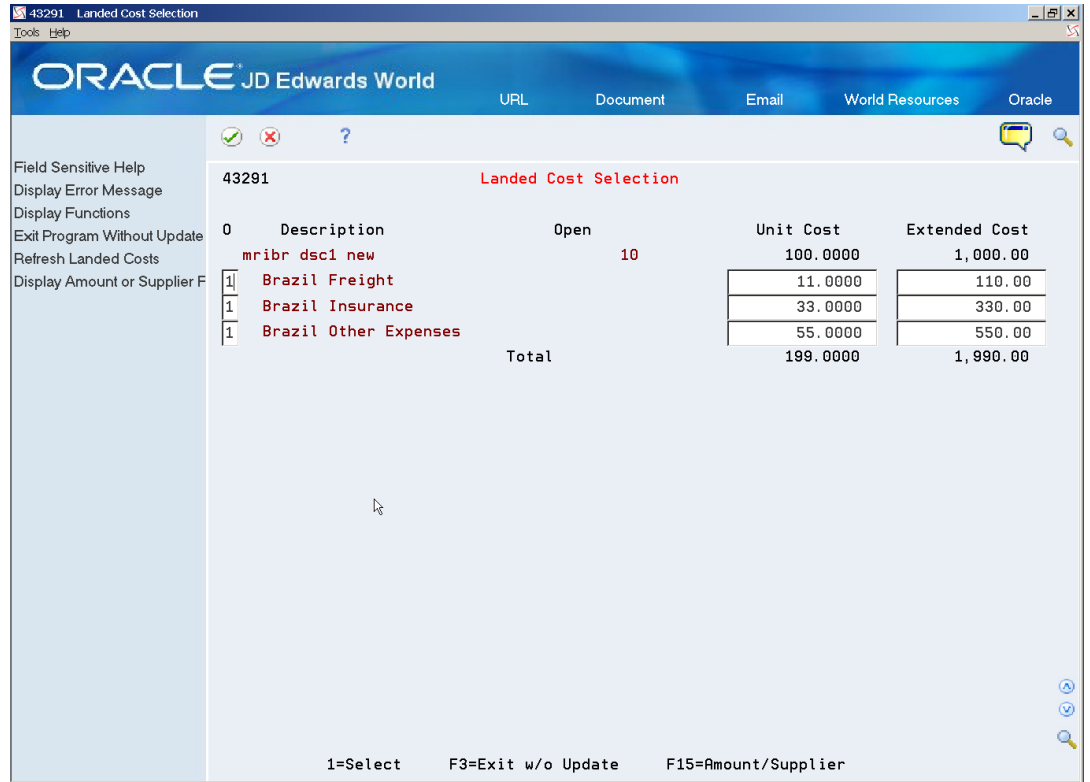 43291 Landed Cost Selection
Tools Help
ORACLE JD Edwards World
URL Document Email World Resources Oracle
?
Field Sensitive Help
Display Error Message
Display Functions
Exit Program Without Update
Refresh Landed Costs
Display Amount or Supplier F
43291 Landed Cost Selection
O Description Open Unit Cost Extended Cost
mribr dsc1 new 10 100.0000 1,000.00
1 Brazil Freight 11.0000 110.00
1 Brazil Insurance 33.0000 330.00
1 Brazil Other Expenses 55.0000 550.00
Total 199.0000 1,990.00
1=Select F3=Exit w/o Update F15=Amount/Supplier